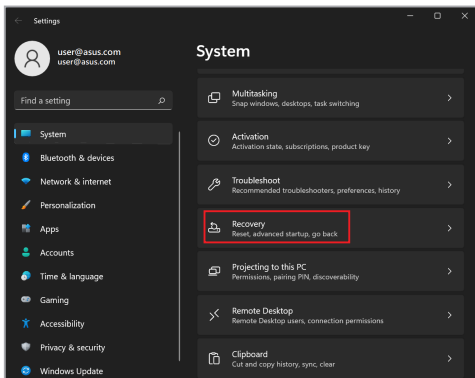 Settings
user@asus.com
user@asus.com
Find a setting
System
Bluetooth & devices
Network & internet
Personalization
Apps
Accounts
Time & language
Gaming
Accessibility
Privacy & security
Windows Update
System
Multitasking
Snap windows, desktops, task switching
Activation
Activation state, subscriptions, product key
Troubleshoot
Recommended troubleshooters, preferences, history
Recovery
Reset, advanced startup, go back
Projecting to this PC
Permissions, pairing PIN, discoverability
Remote Desktop
Remote Desktop users, connection permissions
Clipboard
Cut and copy history, sync, clear